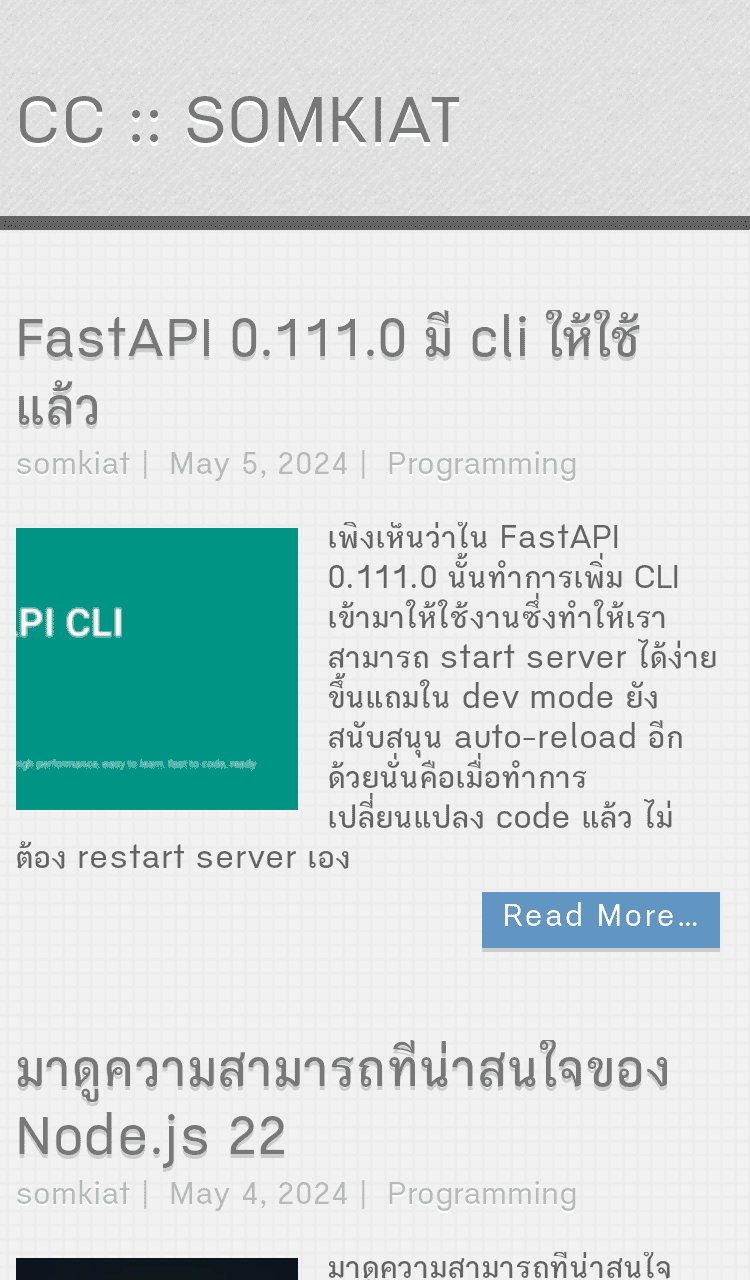 CC :: SOMKIAT
FastAPI 0.111.0 มี cli ให้ใช้
แล้ว
somkiat | May 5, 2024 | Programming
API CLI
high performance, easy to learn, fast to code, ready
เพิ่งเห็นว่าใน FastAPI
0.111.0 นั้นทำการเพิ่ม CLI
เข้ามาให้ใช้งานซึ่งทำให้เรา
สามารถ start server ได้ง่าย
ขึ้นแถมใน dev mode ยัง
สนับสนุน auto-reload อีก
ด้วยนั่นคือเมื่อทำการ
เปลี่ยนแปลง code แล้ว ไม่
ต้อง restart server เอง
Read More…
มาดูความสามารถที่น่าสนใจของ
Node.js 22
somkiat | May 4, 2024 | Programming
มาดูความสามารถที่น่าสนใจ